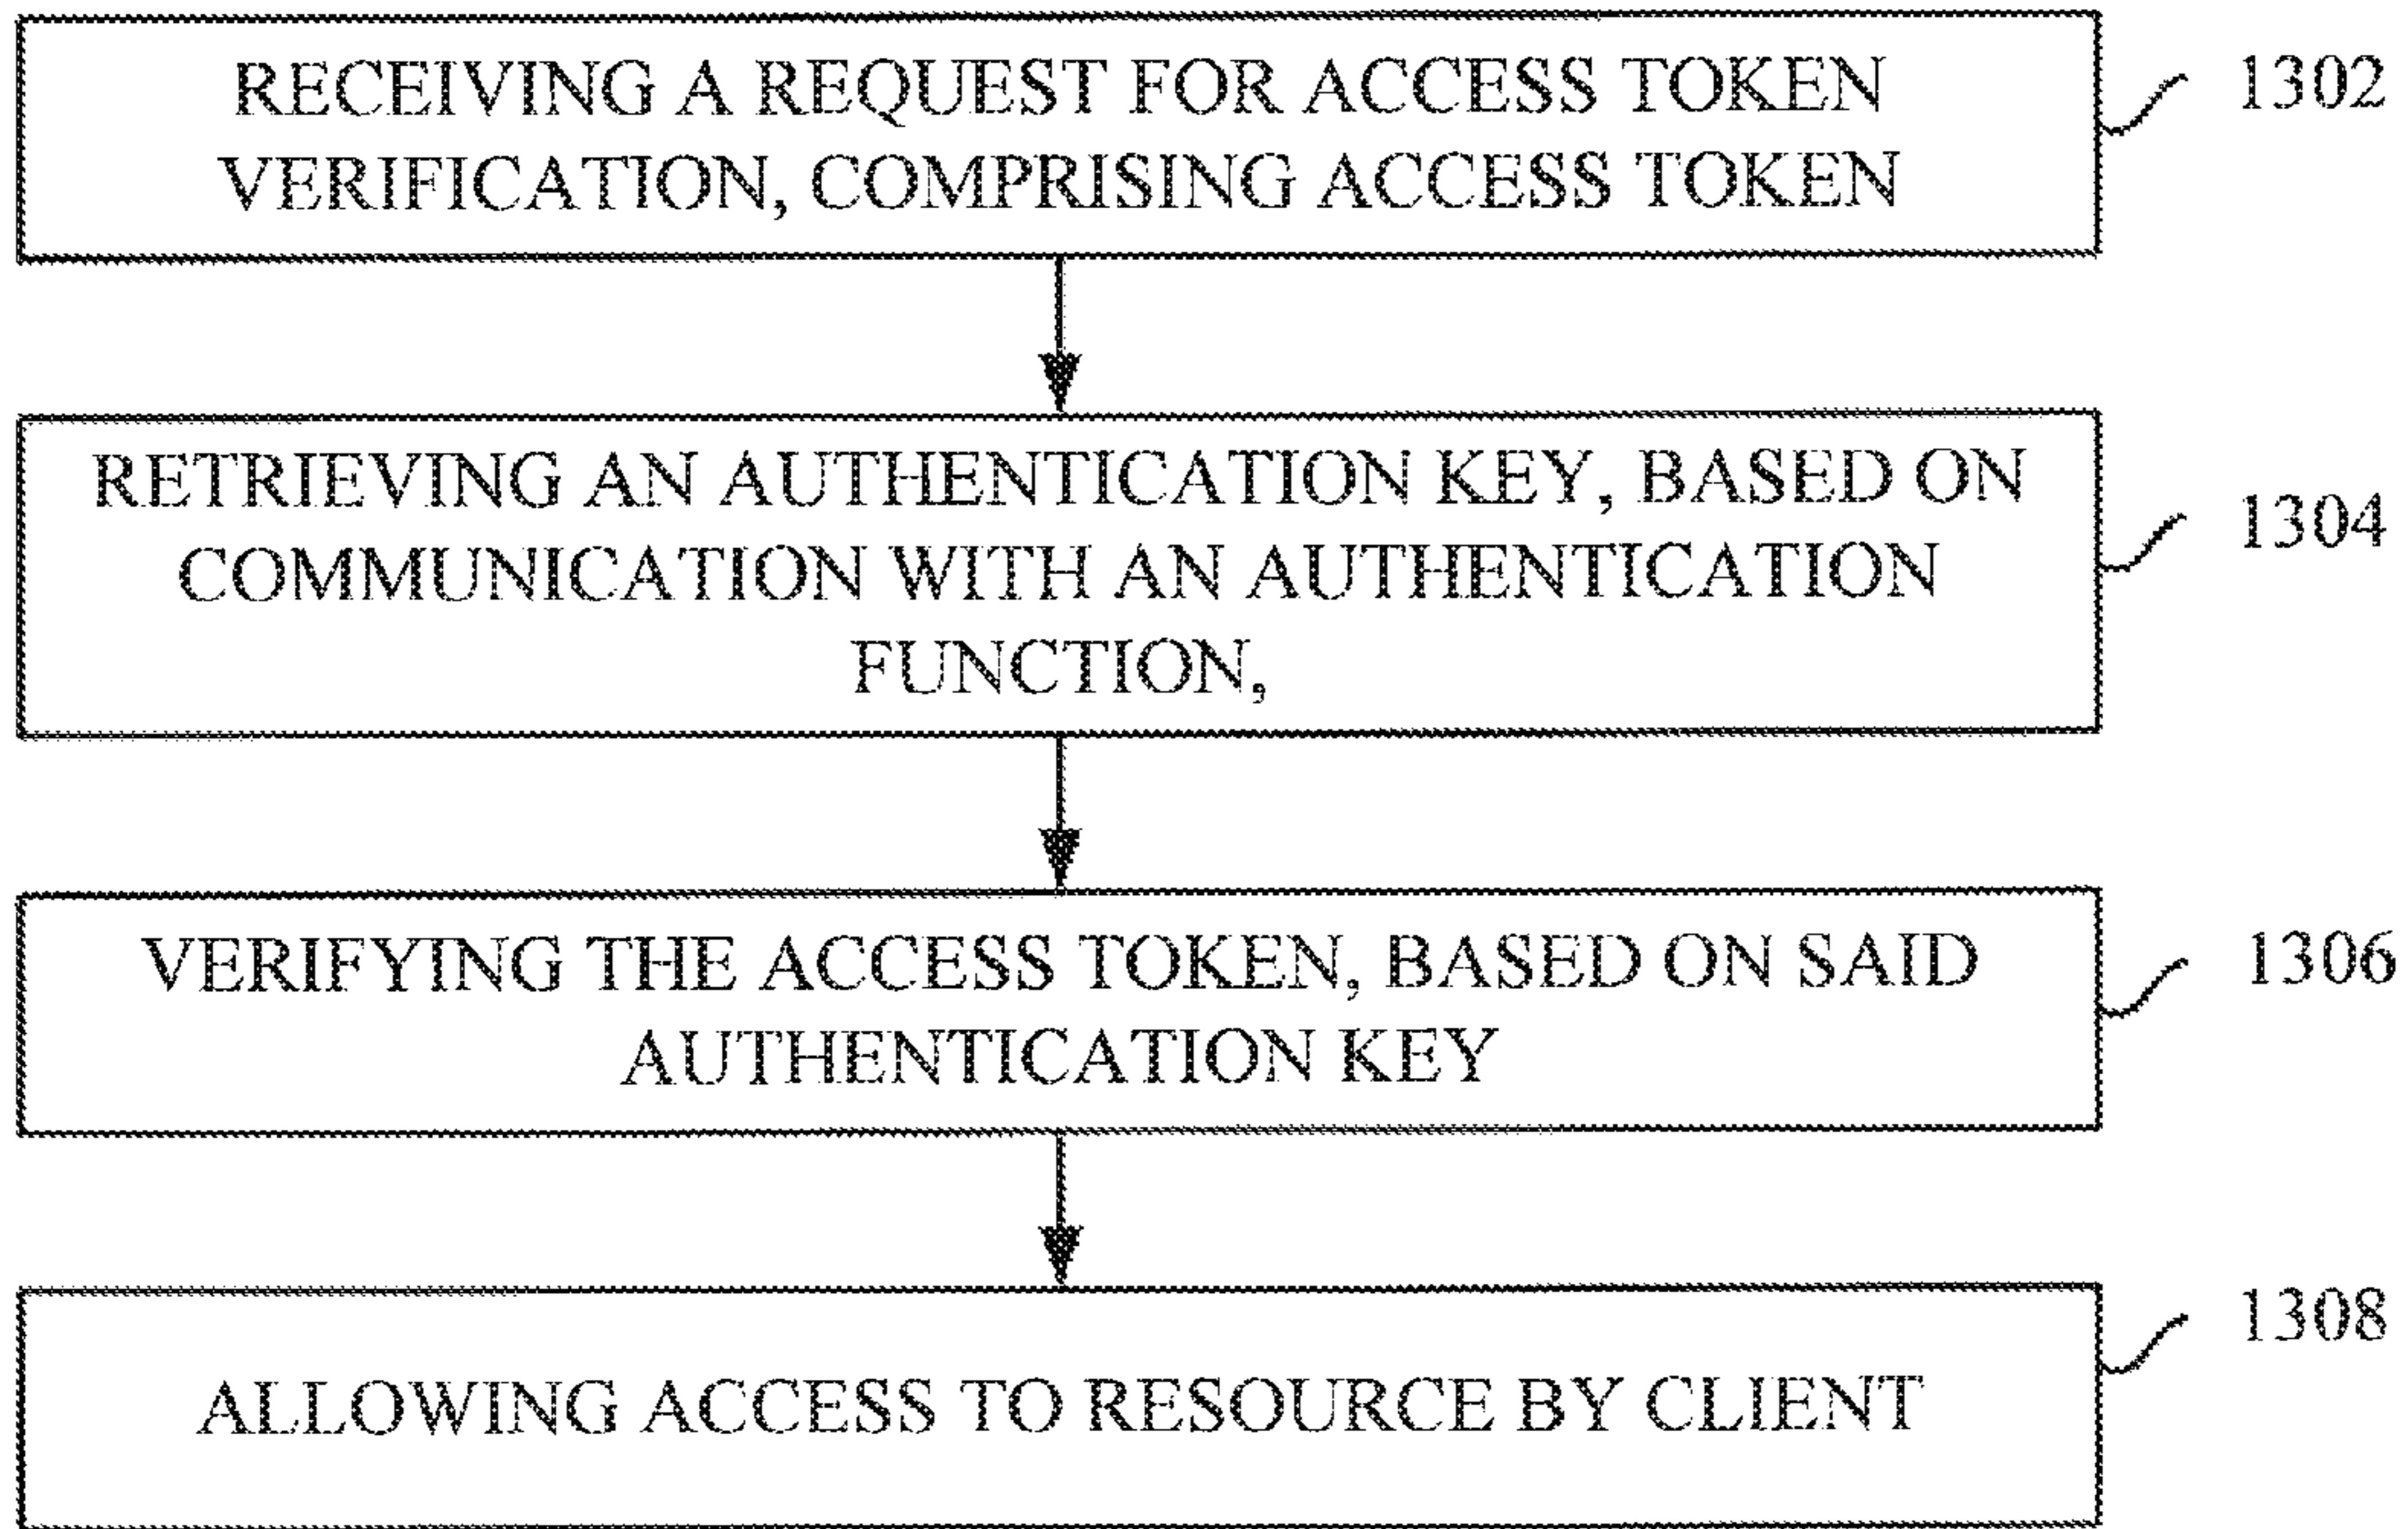 RECEIVING A REQUEST FOR ACCESS TOKEN
VERIFICATION, COMPRISING ACCESS TOKEN
1302
RETRIEVING AN AUTHENTICATION KEY, BASED ON
COMMUNICATION WITH AN AUTHENTICATION
FUNCTION,
1304
VERIFYING THE ACCESS TOKEN, BASED ON SAID
AUTHENTICATION KEY
1306
ALLOWING ACCESS TO RESOURCE BY CLIENT
1308